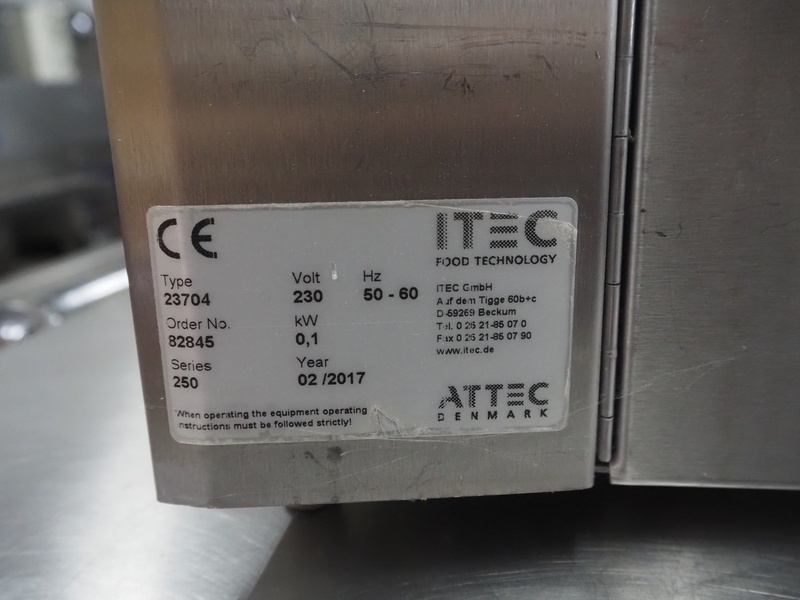 CE
ITEC
FOOD TECHNOLOGY
Type
23704
Volt
230
Hz
50 - 60
Order No.
82845
kW
0,1
Series
250
Year
02 /2017
ITEC GmbH
Auf dem Tigge 60b+c
D-59269 Beckum
Tel. 0 25 21-85 07 0
Fax 0 25 21-85 07 90
www.itec.de
ATTEC
DENMARK
When operating the equipment operating
instructions must be followed strictly!